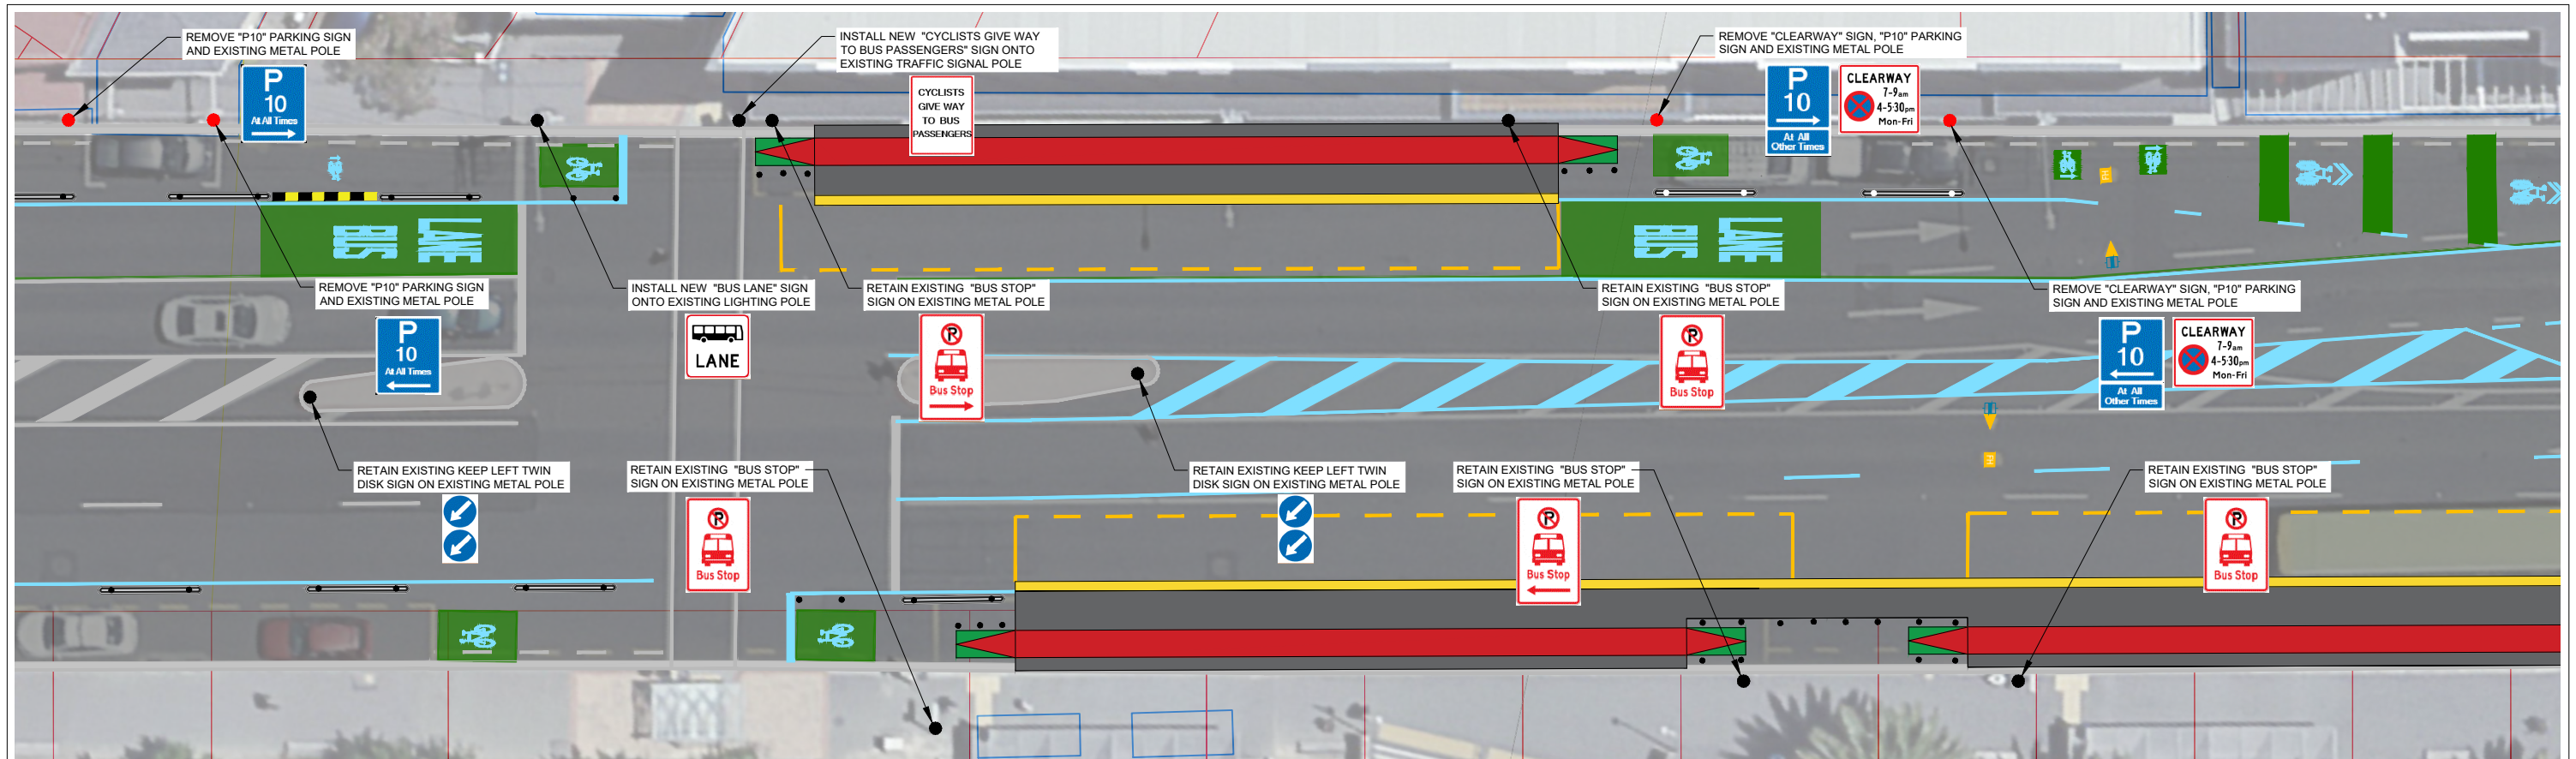 REMOVE "P10" PARKING SIGN
AND EXISTING METAL POLE
P
10
At All Times
INSTALL NEW "CYCLISTS GIVE WAY
TO BUS PASSENGERS" SIGN ONTO
EXISTING TRAFFIC SIGNAL POLE
CYCLISTS
GIVE WAY
TO BUS
PASSENGERS
REMOVE "CLEARWAY" SIGN, "P10" PARKING
SIGN AND EXISTING METAL POLE
P
10
At All
Other Times
CLEARWAY
7-9am
4-5:30pm
Mon-Fri
BUS
LANE
BUS
LANE
REMOVE "P10" PARKING SIGN
AND EXISTING METAL POLE
P
10
At All Times
INSTALL NEW "BUS LANE" SIGN
ONTO EXISTING LIGHTING POLE
LANE
RETAIN EXISTING "BUS STOP"
SIGN ON EXISTING METAL POLE
P
Bus Stop
RETAIN EXISTING "BUS STOP"
SIGN ON EXISTING METAL POLE
P
Bus Stop
REMOVE "CLEARWAY" SIGN, "P10" PARKING
SIGN AND EXISTING METAL POLE
P
10
At All
Other Times
CLEARWAY
7-9am
4-5:30pm
Mon-Fri
RETAIN EXISTING KEEP LEFT TWIN
DISK SIGN ON EXISTING METAL POLE
RETAIN EXISTING "BUS STOP"
SIGN ON EXISTING METAL POLE
P
Bus Stop
RETAIN EXISTING KEEP LEFT TWIN
DISK SIGN ON EXISTING METAL POLE
RETAIN EXISTING "BUS STOP"
SIGN ON EXISTING METAL POLE
P
Bus Stop
RETAIN EXISTING "BUS STOP"
SIGN ON EXISTING METAL POLE
P
Bus Stop